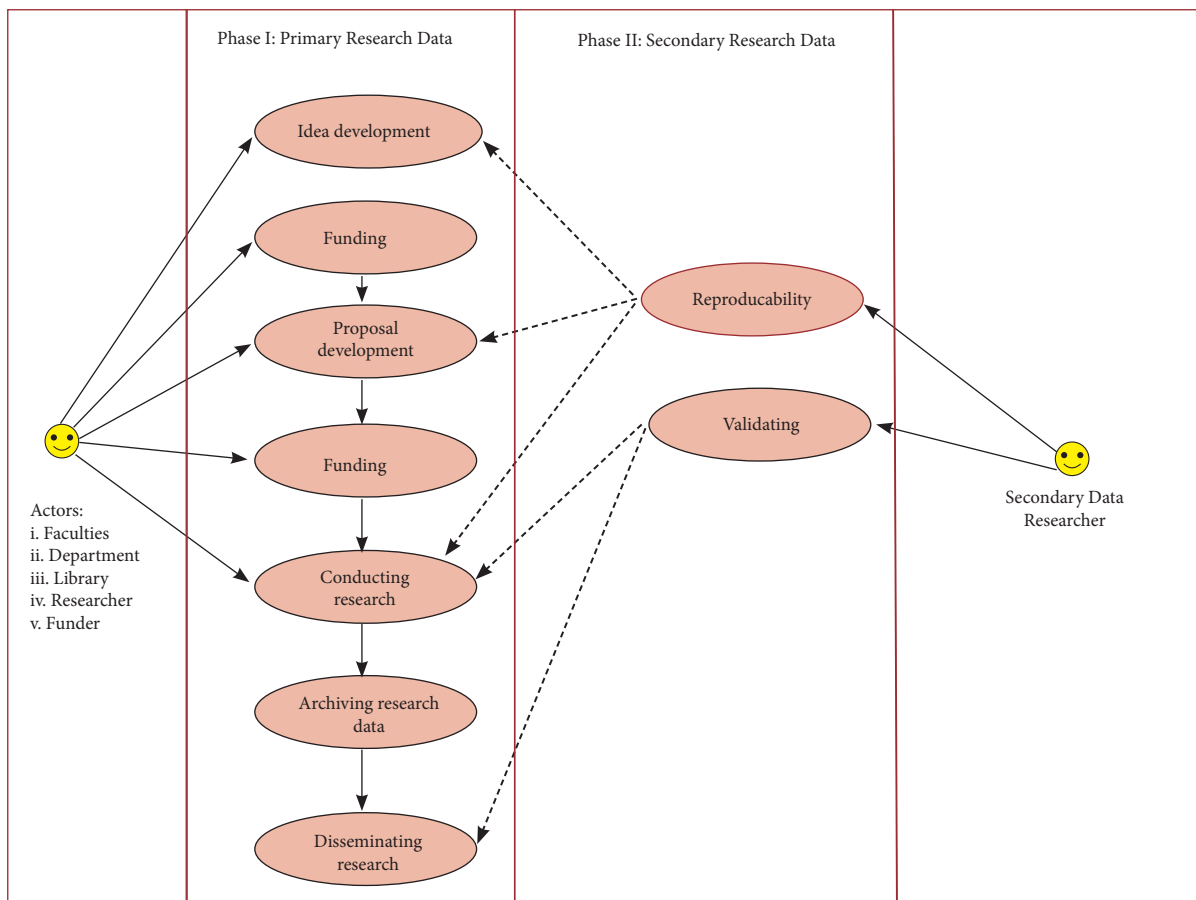 Phase I: Primary Research Data
Phase II: Secondary Research Data
Idea development
Funding
Proposal
development
Funding
Conducting
research
Archiving research
data
Disseminating
research
Reproducability
Validating
Actors:
i. Faculties
ii. Department
iii. Library
iv. Researcher
v. Funder
Secondary Data
Researcher